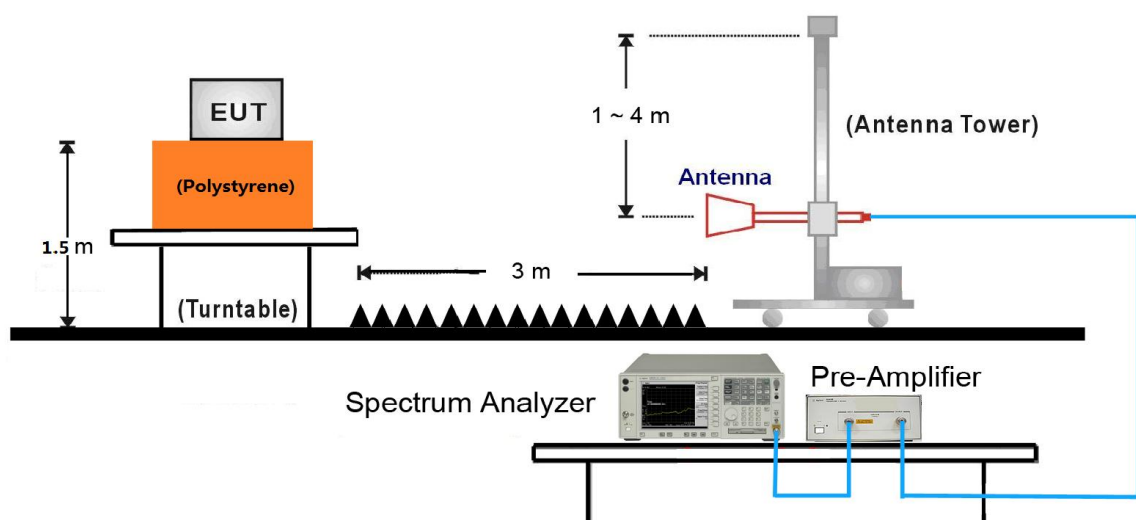 EUT
(Polystyrene)
1.5 m
(Turntable)
3 m
1 ~ 4 m
Antenna
(Antenna Tower)
Spectrum Analyzer
Pre-Amplifier